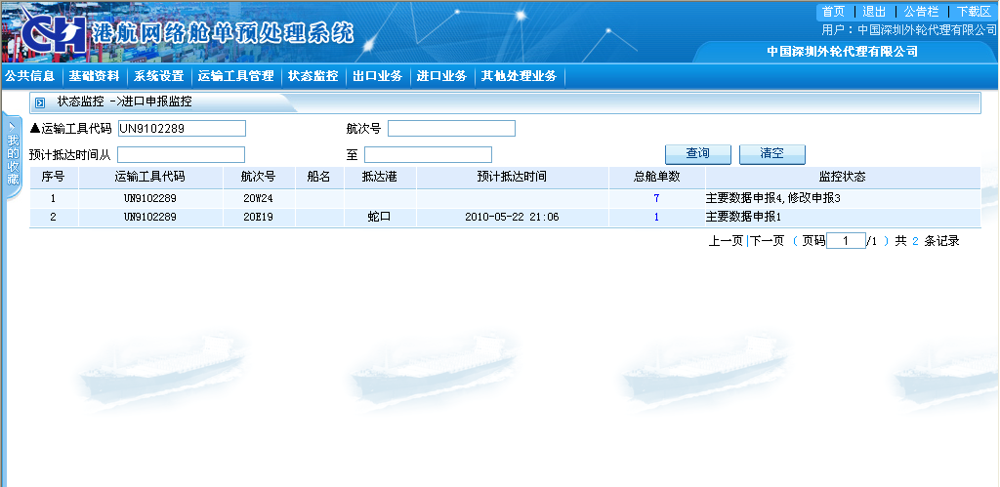 首页 | 退出 | 公告栏 | 下载区
CH 港航网络舱单预处理系统
用户：中国深圳外轮代理有限公司
中国深圳外轮代理有限公司
公共信息 | 基础资料 | 系统设置 | 运输工具管理 | 状态监控 | 出口业务 | 进口业务 | 其他处理业务 |
状态监控 ->进口申报监控
我的收藏
▲运输工具代码 UN9102289 航次号
预计抵达时间从 至 查询 清空
序号 运输工具代码 航次号 船名 抵达港 预计抵达时间 总舱单数 监控状态
1 UN9102289 20W24 7 主要数据申报4,修改申报3
2 UN9102289 20E19 蛇口 2010-05-22 21:06 1 主要数据申报1
上一页|下一页 （ 页码 1 /1 ）共 2 条记录